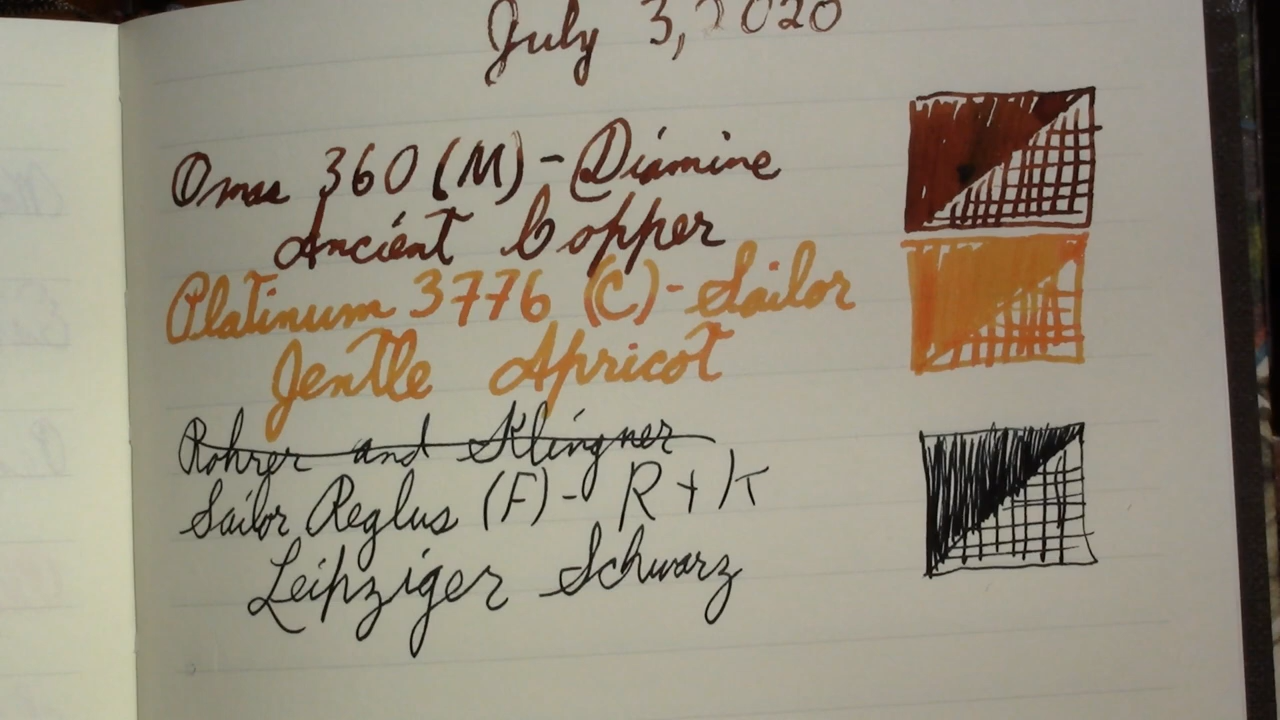 July 3, 2020
Omas 360 (M) - Diamine
Ancient Copper
Platinum 3776 (C) - Sailor
Jentle Apricot
Rohrer and Klingner
Sailor Reglus (F) - R + K
Leipziger Schwarz